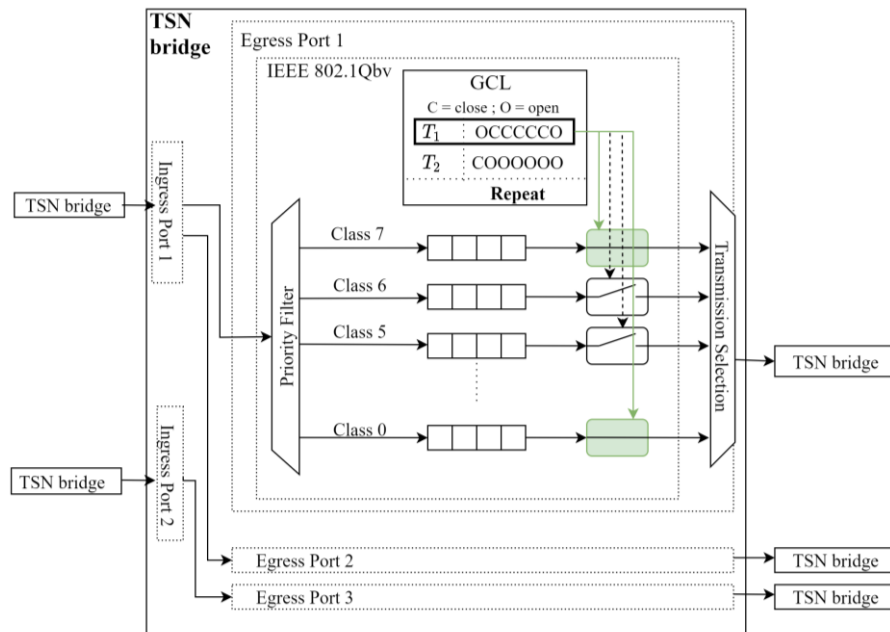 TSN
bridge
Egress Port 1
IEEE 802.1Qbv
GCL
C = close ; O = open
T1 OCCCCCO
T2 COOOOOO
Repeat
Ingress Port 1
TSN bridge
Priority Filter
Class 7
Class 6
Class 5
Class 0
Transmission Selection
TSN bridge
Ingress Port 2
TSN bridge
Egress Port 2
TSN bridge
Egress Port 3
TSN bridge